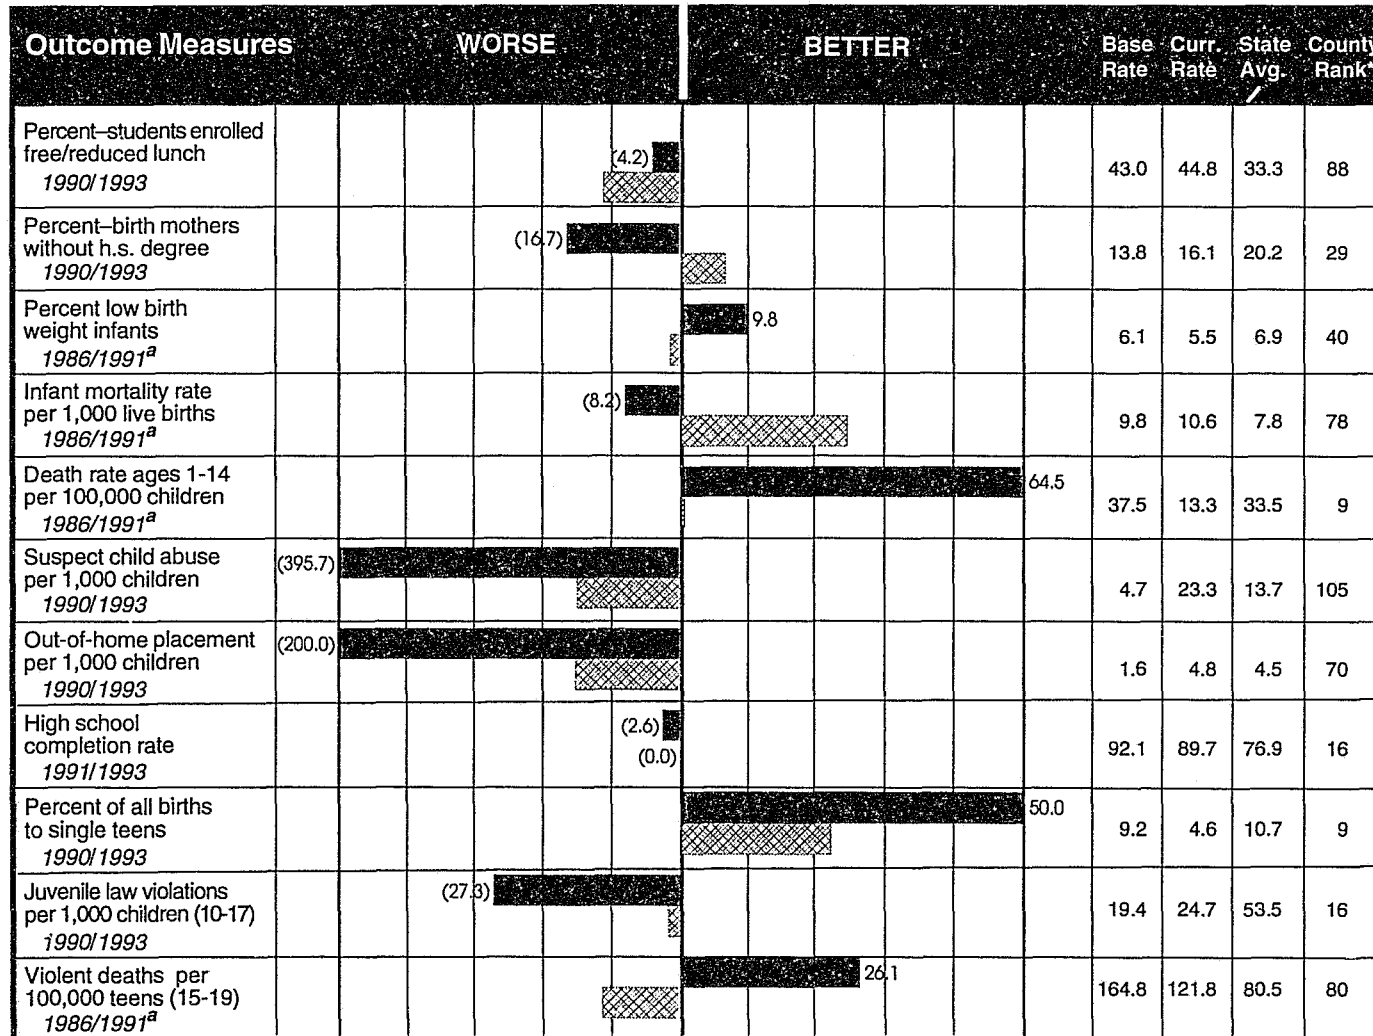 Outcome Measures WORSE BETTER Base Curr. State County
Rate Rate Avg. Rank*
Percent–students enrolled
free/reduced lunch (4.2) 43.0 44.8 33.3 88
1990/1993
Percent–birth mothers
without h.s. degree (16.7) 13.8 16.1 20.2 29
1990/1993
Percent low birth
weight infants 9.8 6.1 5.5 6.9 40
1986/1991a
Infant mortality rate
per 1,000 live births (8.2) 9.8 10.6 7.8 78
1986/1991a
Death rate ages 1-14
per 100,000 children 64.5 37.5 13.3 33.5 9
1986/1991a
Suspect child abuse
per 1,000 children (395.7) 4.7 23.3 13.7 105
1990/1993
Out-of-home placement
per 1,000 children (200.0) 1.6 4.8 4.5 70
1990/1993
High school (2.6)
completion rate (0.0) 92.1 89.7 76.9 16
1991/1993
Percent of all births
to single teens 50.0 9.2 4.6 10.7 9
1990/1993
Juvenile law violations
per 1,000 children (10-17) (27.3) 19.4 24.7 53.5 16
1990/1993
Violent deaths per
100,000 teens (15-19) 26.1 164.8 121.8 80.5 80
1986/1991a